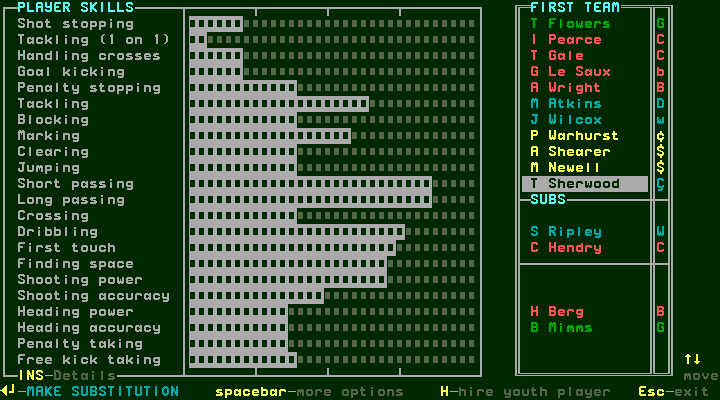 PLAYER SKILLS
Shot stopping
Tackling (1 on 1)
Handling crosses
Goal kicking
Penalty stopping
Tackling
Blocking
Marking
Clearing
Jumping
Short passing
Long passing
Crossing
Dribbling
First touch
Finding space
Shooting power
Shooting accuracy
Heading power
Heading accuracy
Penalty taking
Free kick taking
INS-Details
FIRST TEAM
T Flowers G
I Pearce C
T Gale C
G Le Saux b
A Wright B
M Atkins D
J Wilcox w
P Warhurst ¢
A Shearer $
M Newell $
T Sherwood Ç
SUBS
S Ripley W
C Hendry C
H Berg B
B Mimms G
↑↓
move
↵-MAKE SUBSTITUTION spacebar-more options H-hire youth player Esc-exit